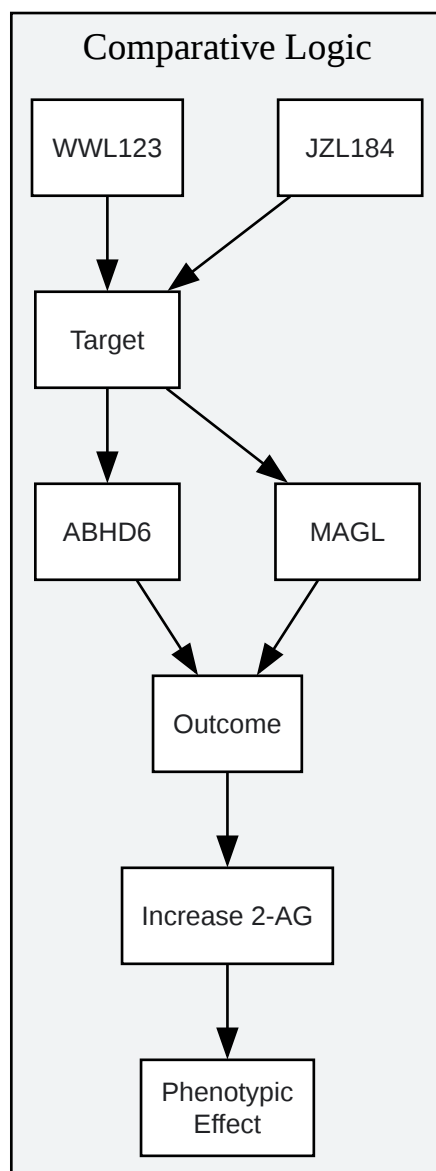 Comparative Logic
WWL123
JZL184
Target
ABHD6
MAGL
Outcome
Increase 2-AG
Phenotypic
Effect